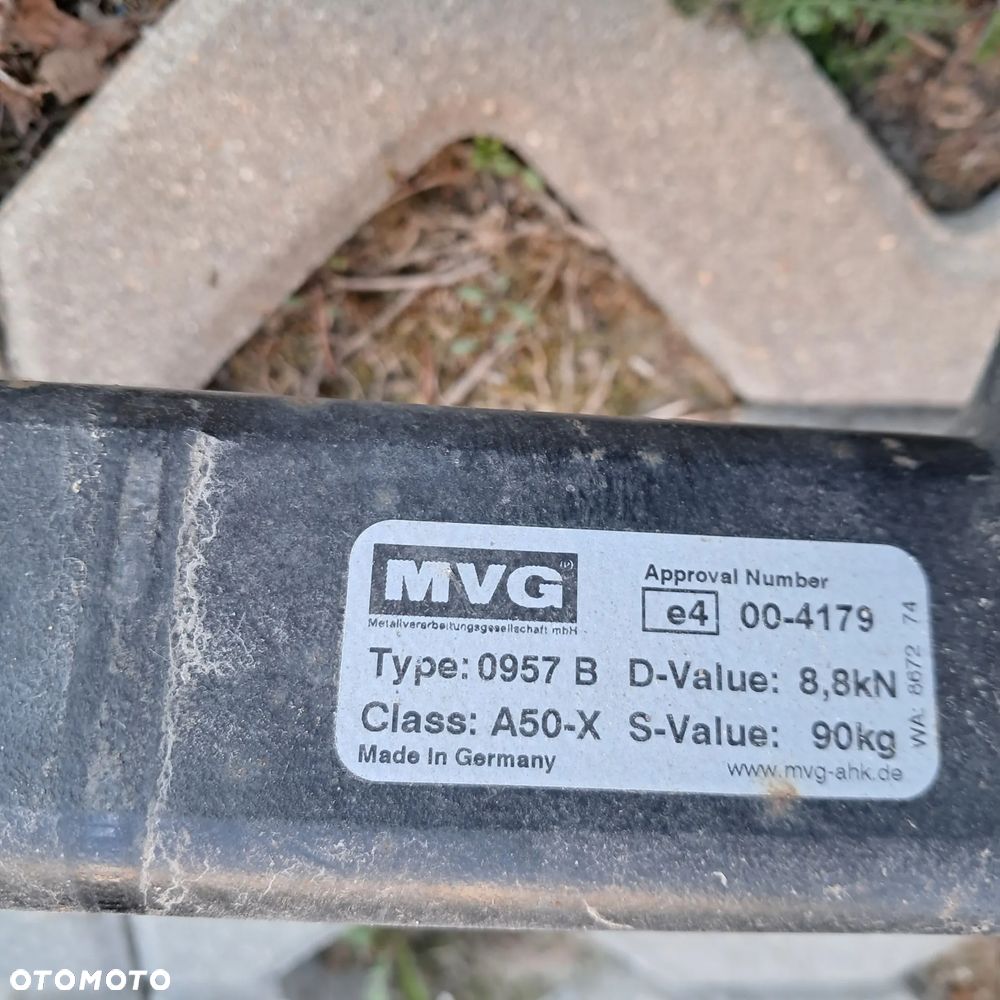 MVG®
Metallverarbeitungsgesellschaft mbH
Approval Number
e4 00-4179
Type: 0957 B D-Value: 8,8kN
Class: A50-X S-Value: 90kg
Made In Germany
www.mvg-ahk.de
WA: 8672 74
OTOMOTO